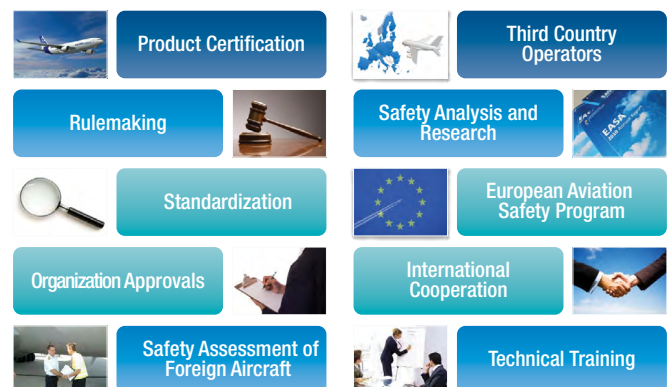 Product Certification
Third Country
Operators
Rulemaking
Safety Analysis and
Research
EASA
Standardization
European Aviation
Safety Program
Organization Approvals
International
Cooperation
Safety Assessment of
Foreign Aircraft
Technical Training